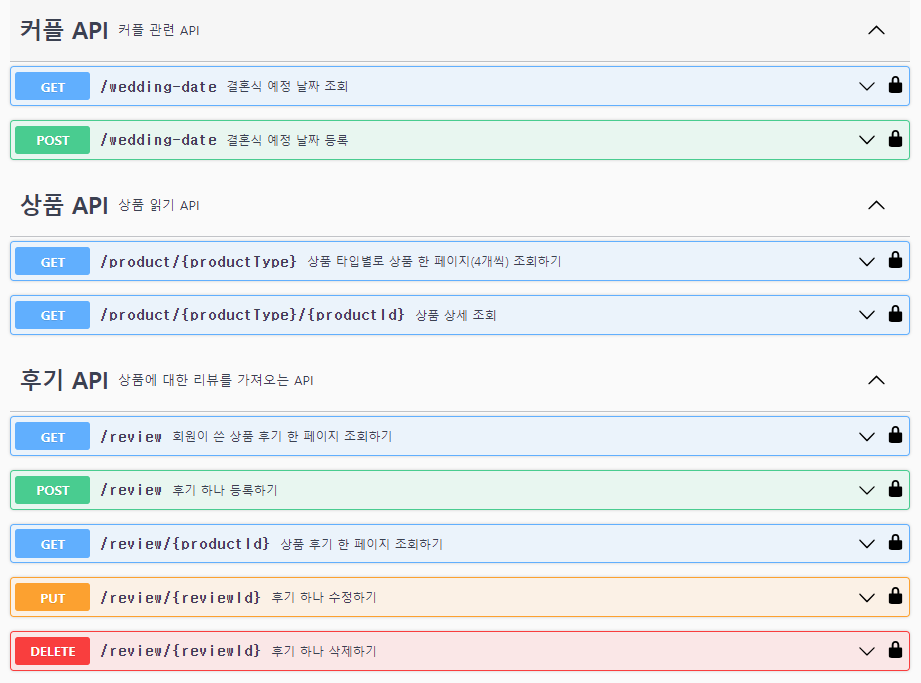 커플 API 커플 관련 API
GET /wedding-date 결혼식 예정 날짜 조회
POST /wedding-date 결혼식 예정 날짜 등록
상품 API 상품 읽기 API
GET /product/{productType} 상품 타입별로 상품 한 페이지(4개씩) 조회하기
GET /product/{productType}/{productId} 상품 상세 조회
후기 API 상품에 대한 리뷰를 가져오는 API
GET /review 회원이 쓴 상품 후기 한 페이지 조회하기
POST /review 후기 하나 등록하기
GET /review/{productId} 상품 후기 한 페이지 조회하기
PUT /review/{reviewId} 후기 하나 수정하기
DELETE /review/{reviewId} 후기 하나 삭제하기